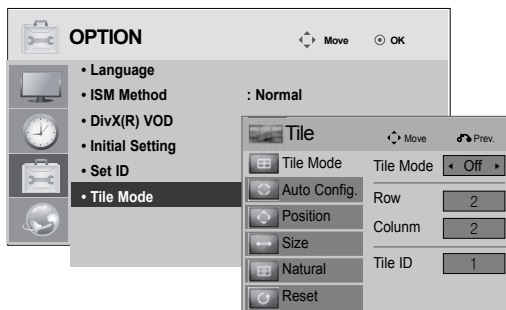 OPTION
Move
OK
• Language
• ISM Method : Normal
• DivX(R) VOD
• Initial Setting
• Set ID
• Tile Mode
Tile
Move
Prev.
Tile Mode
Auto Config.
Position
Size
Natural
Reset
Tile Mode Off
Row 2
Colunm 2
Tile ID 1